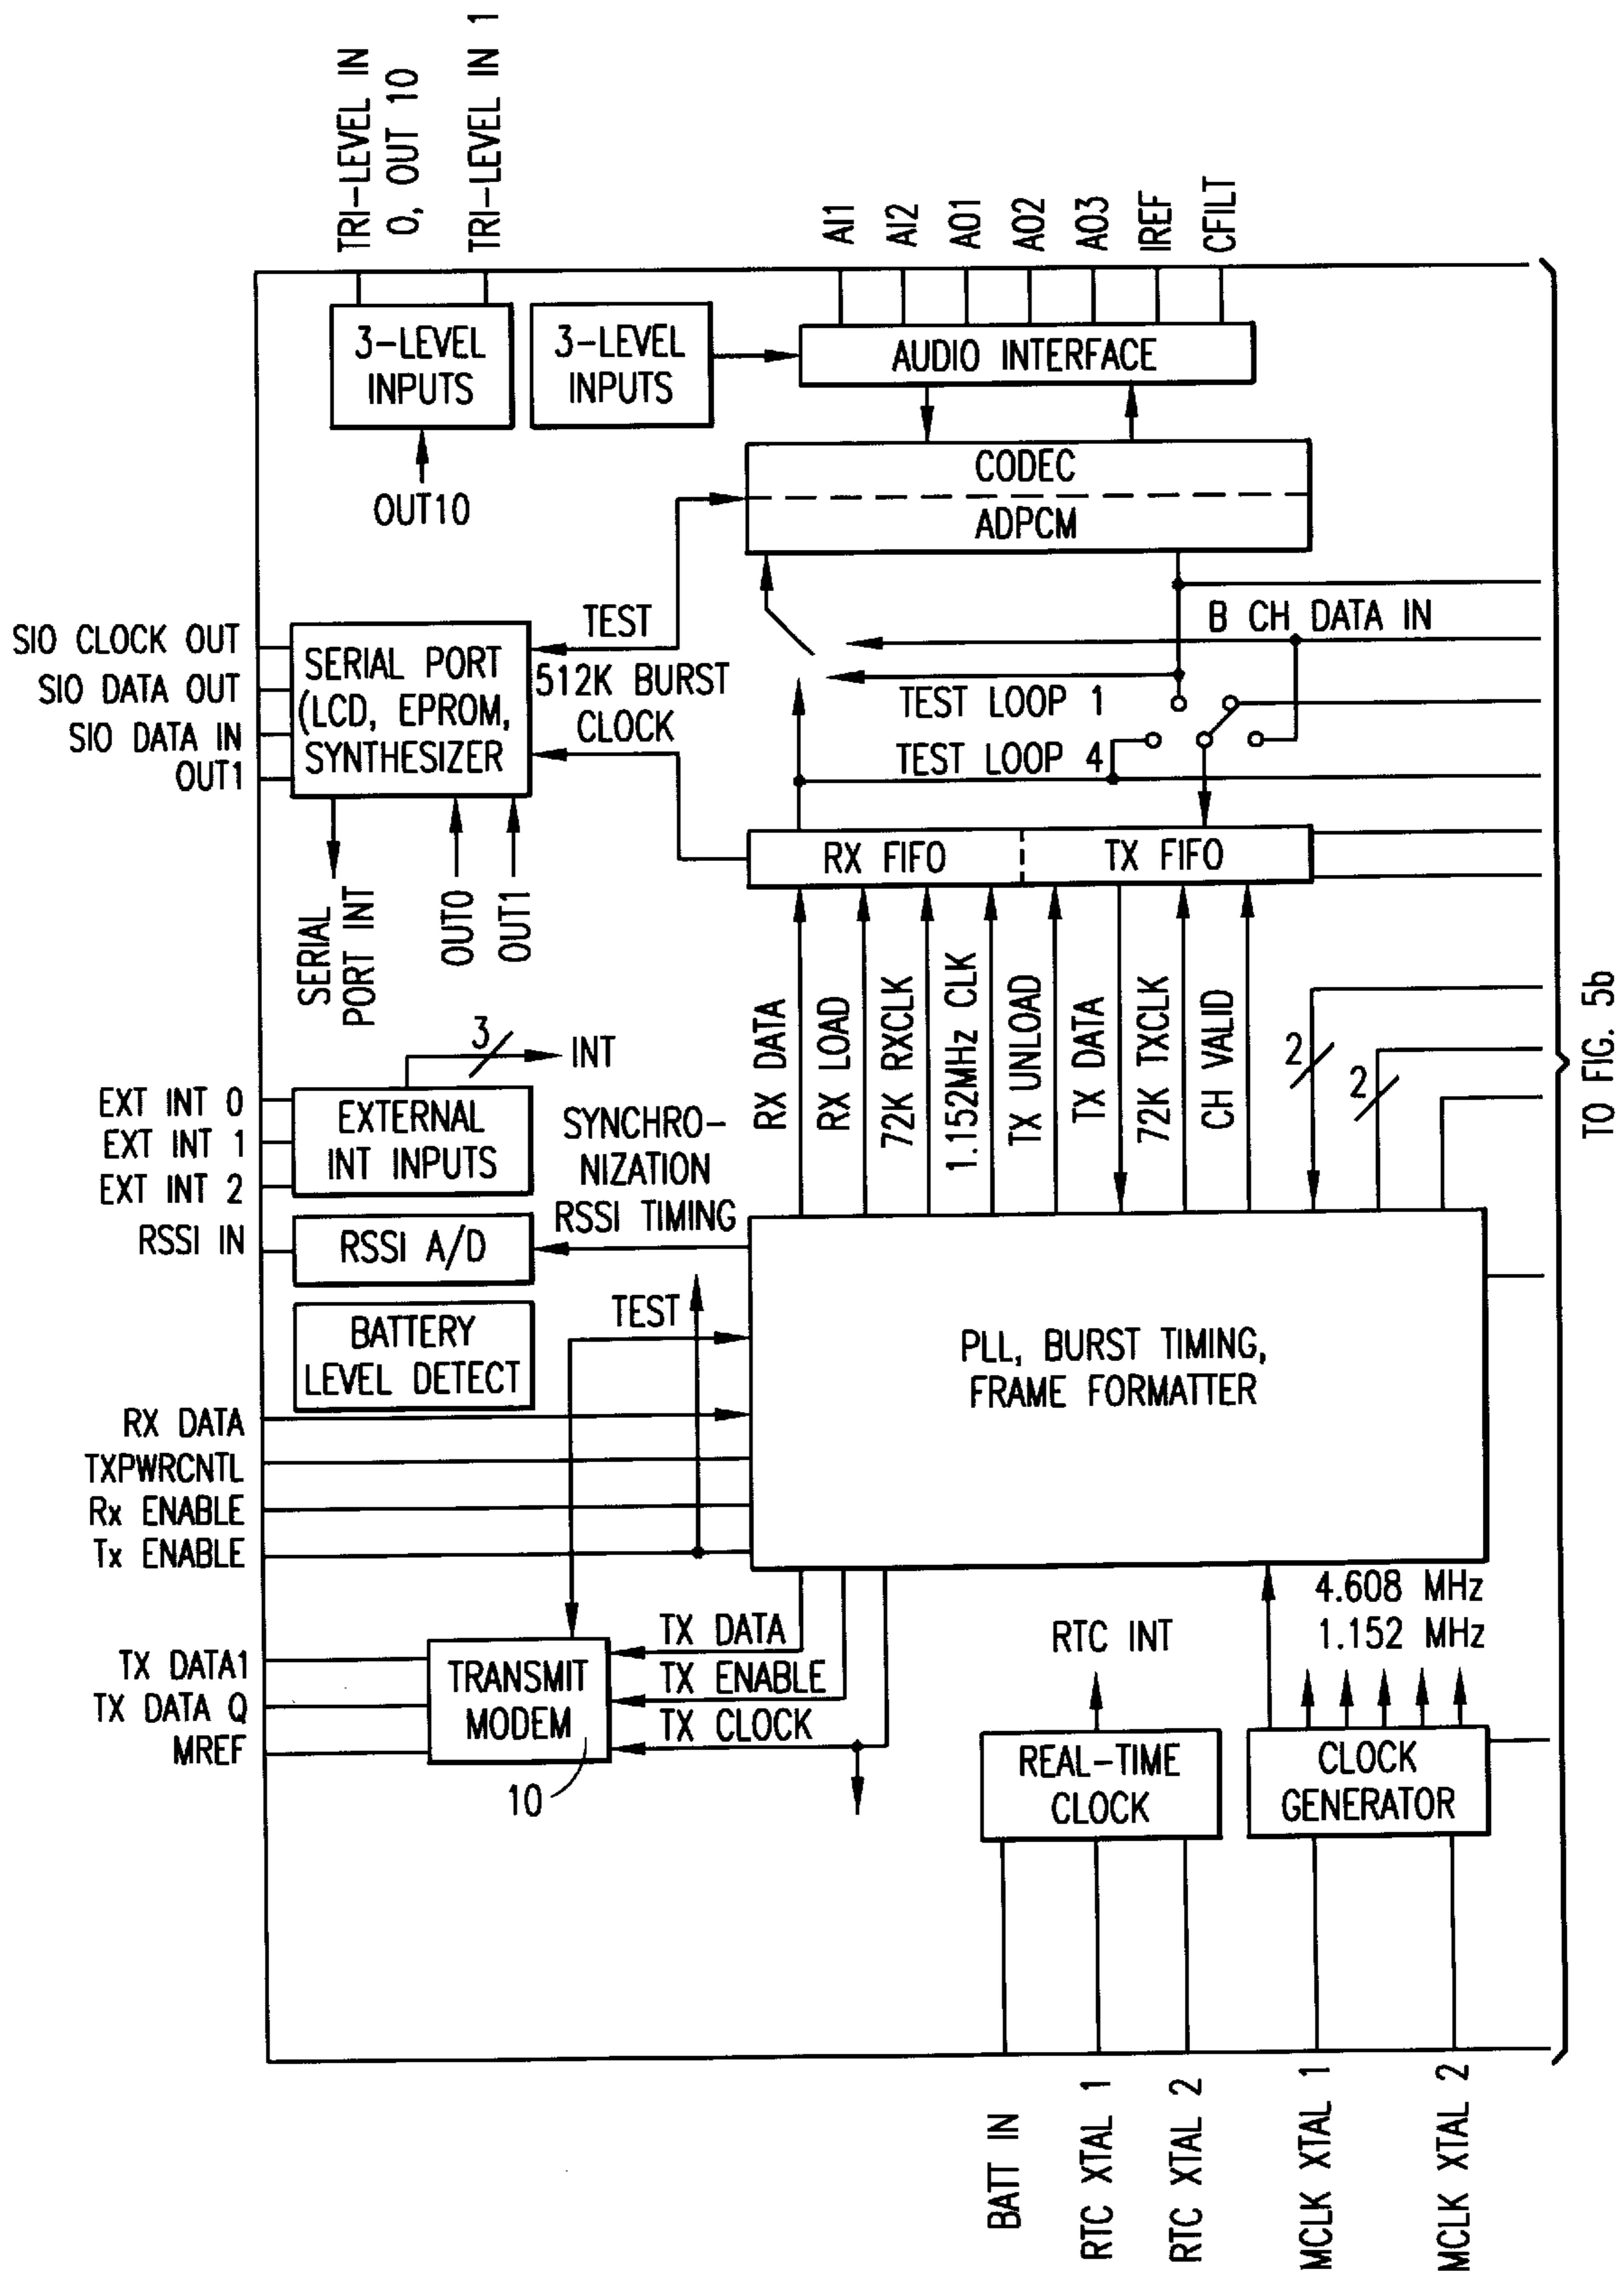 TRI-LEVEL IN
0, OUT 10
TRI-LEVEL IN 1
AI1
AI2
AO1
AO2
AO3
IREF
CFILT
3-LEVEL
INPUTS
3-LEVEL
INPUTS
AUDIO INTERFACE
OUT10
CODEC
ADPCM
SIO CLOCK OUT
SIO DATA OUT
SIO DATA IN
OUT1
SERIAL PORT
(LCD, EPROM,
SYNTHESIZER
TEST
512K BURST
CLOCK
B CH DATA IN
TEST LOOP 1
TEST LOOP 4
RX FIFO
TX FIFO
SERIAL
PORT INT
OUT0
OUT1
RX DATA
RX LOAD
72K RXCLK
1.152MHz CLK
TX UNLOAD
TX DATA
72K TXCLK
CH VALID
2
2
TO FIG. 5b
3
INT
EXT INT 0
EXT INT 1
EXT INT 2
EXTERNAL
INT INPUTS
SYNCHRO-
NIZATION
RSSI TIMING
RSSI IN
RSSI A/D
BATTERY
LEVEL DETECT
TEST
PLL, BURST TIMING,
FRAME FORMATTER
RX DATA
TXPWRCNTL
Rx ENABLE
Tx ENABLE
TX DATA1
TX DATA Q
MREF
TRANSMIT
MODEM
10
TX DATA
TX ENABLE
TX CLOCK
RTC INT
4.608 MHz
1.152 MHz
REAL-TIME
CLOCK
CLOCK
GENERATOR
BATT IN
RTC XTAL 1
RTC XTAL 2
MCLK XTAL 1
MCLK XTAL 2